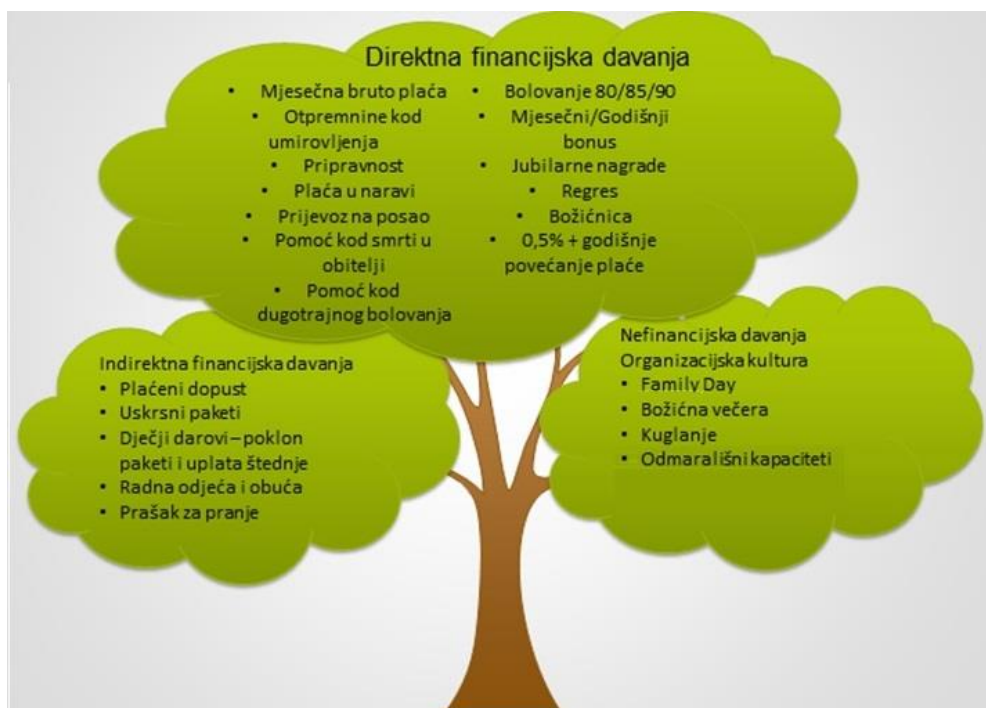 Direktna financijska davanja
• Mjesečna bruto plaća
• Otpremnine kod
umirovljenja
• Pripravnost
• Plaća u naravi
• Prijevoz na posao
• Pomoć kod smrti u
obitelji
• Pomoć kod
dugotrajnog bolovanja
• Bolovanje 80/85/90
• Mjesečni/Godišnji
bonus
• Jubilarne nagrade
• Regres
• Božićnica
• 0,5% + godišnje
povećanje plaće
Indirektna financijska davanja
• Plaćeni dopust
• Uskrsni paketi
• Dječji darovi – poklon
paketi i uplata štednje
• Radna odjeća i obuća
• Prašak za pranje
Nefinancijska davanja
Organizacijska kultura
• Family Day
• Božićna večera
• Kuglanje
• Odmarališni kapaciteti